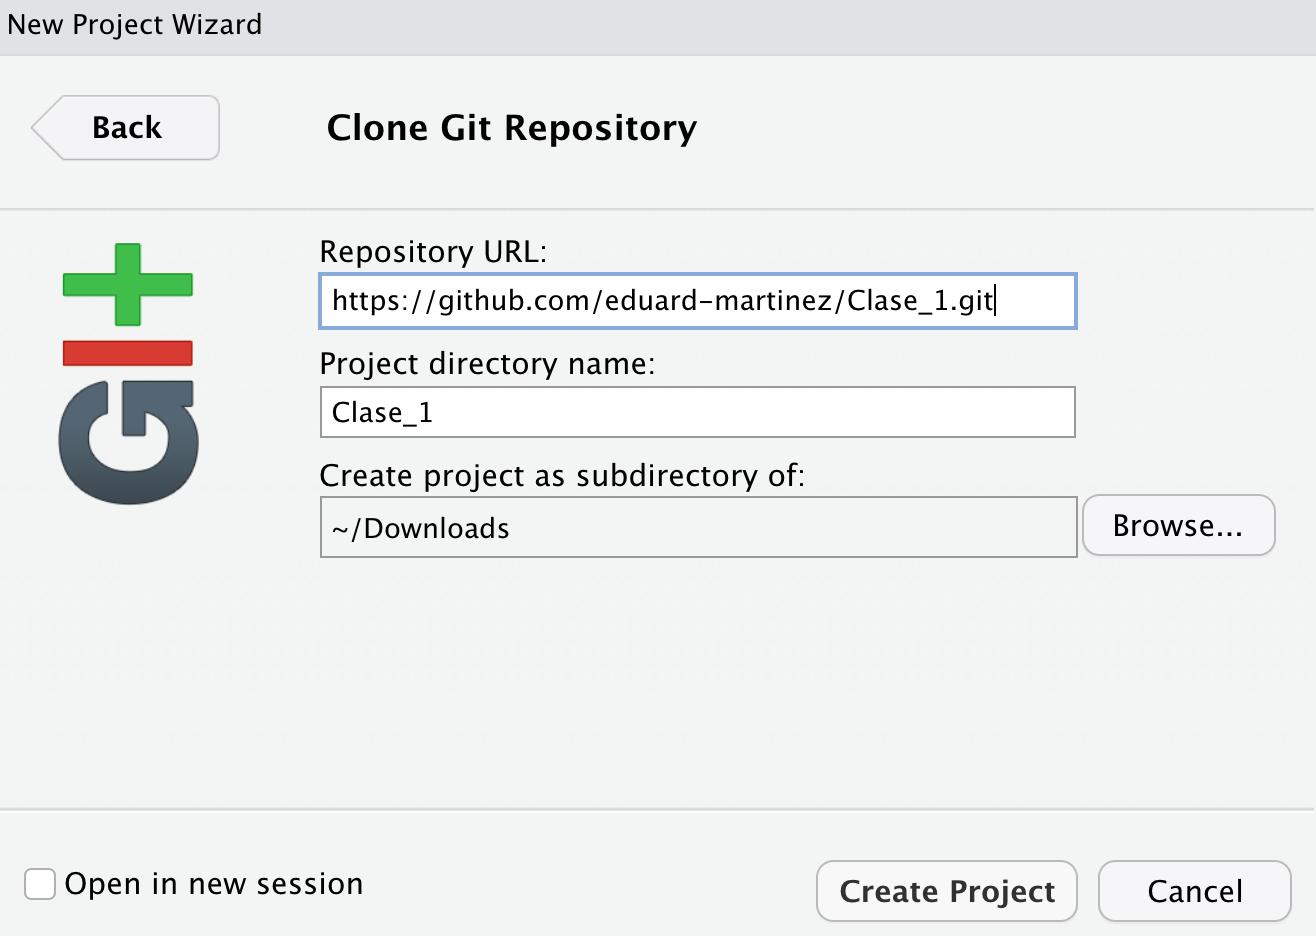 New Project Wizard
Back
Clone Git Repository
GIT
Repository URL:
https://github.com/eduard-martinez/Clase_1.git
Project directory name:
Clase_1
Create project as subdirectory of:
~/Downloads
Browse...
Open in new session
Create Project
Cancel